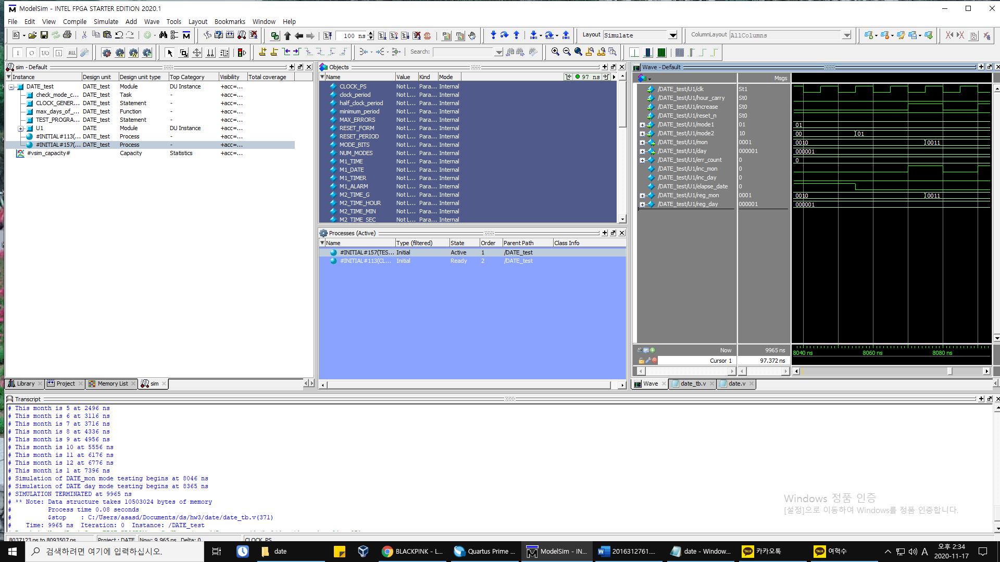 ModelSim - INTEL FPGA STARTER EDITION 2020.1
File Edit View Compile Simulate Add Wave Tools Layout Bookmarks Window Help
100 ns
Layout Simulate
ColumnLayout AllColumns
Search:
sim - Default
Instance Design unit Design unit type Top Category Visibility Total coverage
DATE_test DATE_test Module DU Instance +acc=...
check_mode_c... DATE_test Task - +acc=...
CLOCK_GENER... DATE_test Statement - +acc=...
max_days_of_... DATE_test Function - +acc=...
TEST_PROGRA... DATE_test Statement - +acc=...
U1 DATE Module DU Instance +acc=...
#INITIAL#113(... DATE_test Process - +acc=...
#INITIAL#157(... DATE_test Process - +acc=...
#vsim_capacity# Capacity Statistics +acc=...
Library Project Memory List sim
Objects
Name Value Kind Mode 97 ns
CLOCK_PS Not L... Para... Internal
clock_period Not L... Para... Internal
half_clock_period Not L... Para... Internal
minimum_period Not L... Para... Internal
MAX_ERRORS Not L... Para... Internal
RESET_FORM Not L... Para... Internal
RESET_PERIOD Not L... Para... Internal
MODE_BITS Not L... Para... Internal
NUM_MODES Not L... Para... Internal
M1_TIME Not L... Para... Internal
M1_DATE Not L... Para... Internal
M1_TIMER Not L... Para... Internal
M1_ALARM Not L... Para... Internal
M2_TIME_G Not L... Para... Internal
M2_TIME_HOUR Not L... Para... Internal
M2_TIME_MIN Not L... Para... Internal
M2_TIME_SEC Not L... Para... Internal
Processes (Active)
Name Type (filtered) State Order Parent Path Class Info
#INITIAL#157(TES... Initial Active 1 /DATE_test
#INITIAL#113(CL... Initial Ready 2 /DATE_test
Wave - Default
Msgs
/DATE_test/U1/clk St1
/DATE_test/U1/hour_carry St0
/DATE_test/U1/increase St0
/DATE_test/U1/reset_n St0
/DATE_test/U1/mode1 01 01
/DATE_test/U1/mode2 10 00 01
/DATE_test/U1/mon 0001 0010 0011
/DATE_test/U1/day 000001 000001
/DATE_test/U1/err_count 0 0
/DATE_test/U1/inc_mon 0
/DATE_test/U1/inc_day 0
/DATE_test/U1/elapse_date 0
/DATE_test/U1/reg_mon 0001 0010 0011
/DATE_test/U1/reg_day 000001 000001
Now 9965 ns 8040 ns 8060 ns 8080 ns
Cursor 1 97.372 ns
Wave date_tb.v date.v
Transcript
# This month is 5 at 2496 ns
# This month is 6 at 3116 ns
# This month is 7 at 3716 ns
# This month is 8 at 4336 ns
# This month is 9 at 4956 ns
# This month is 10 at 5556 ns
# This month is 11 at 6176 ns
# This month is 12 at 6776 ns
# This month is 1 at 7396 ns
# Simulation of DATE_mon mode testing begins at 8046 ns
# Simulation of DATE_day mode testing begins at 8365 ns
# SIMULATION TERMINATED at 9965 ns
# ** Note: Data structure takes 10503024 bytes of memory
# Process time 0.08 seconds
# $stop : C:/Users/asasd/Documents/ds/hw3/date/date_tb.v(371)
# Time: 9965 ns Iteration: 0 Instance: /DATE_test
Windows 정품 인증
[설정]으로 이동하여 Windows를 정품 인증합니다.
8037123 ps to 8093507 ps Project : DATE Now: 9,965 ns Delta: 0 CLOCK_PS
검색하려면 여기에 입력하십시오.
date
BLACKPINK - L...
Quartus Prime ...
ModelSim - IN...
2016312761....
date - Window...
카카오톡
여혁수
A
오후 2:34
2020-11-17